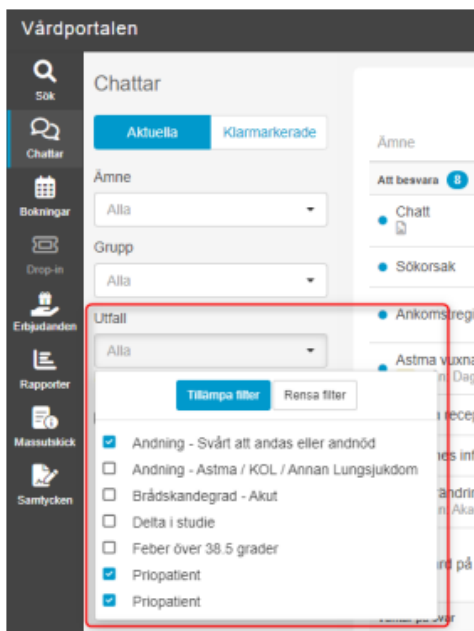 Vårdportalen
Sök
Chattar
Bokningar
Drop-in
Erbjudanden
Rapporter
Massutskick
Samtycken
Chattar
Aktuella Klarmarkerade
Ämne
Alla
Grupp
Alla
Utfall
Alla
Tillämpa filter Rensa filter
Andning - Svårt att andas eller andnöd
Andning - Astma / KOL / Annan Lungsjukdom
Brådskandegrad - Akut
Delta i studie
Feber över 38.5 grader
Priopatient
Priopatient
Ämne
Att besvara 8
Chatt
Sökorsak
Ankomstregi
Astma vuxna